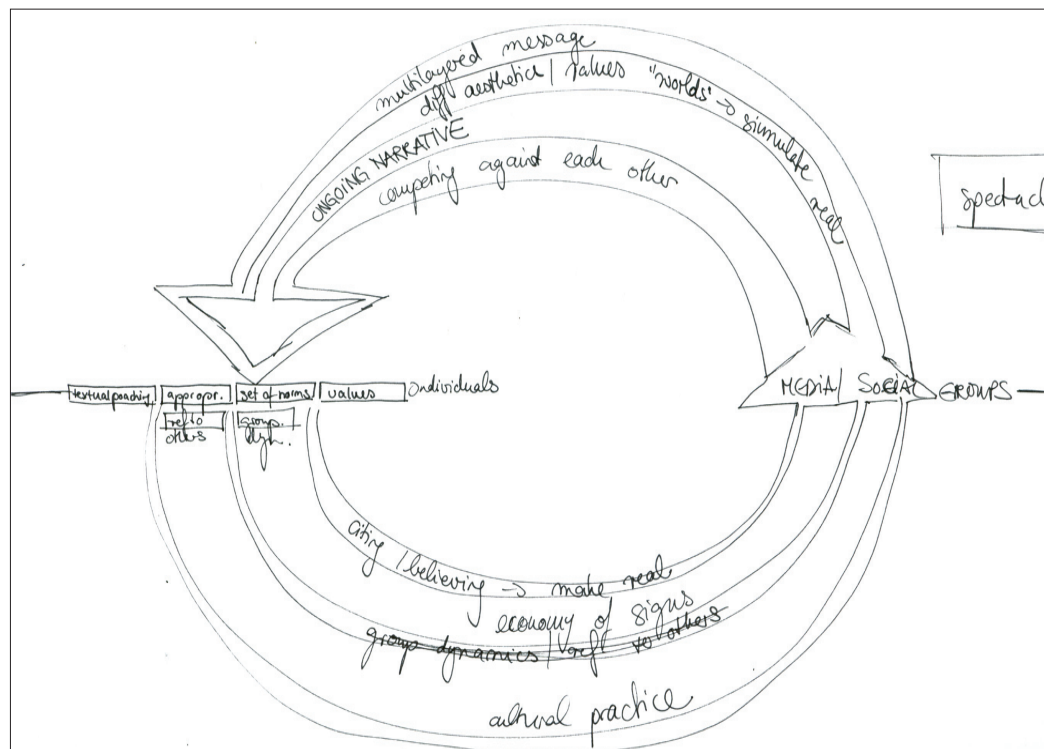 multilayered message
diff aesthetics / values "worlds" → simulate real
ONGOING NARRATIVE
competing against each other
spectacl
textual poaching
appropr.
set of norms
values
individuals
ref to
others
group.
dyn.
MEDIA / SOCIAL GROUPS
citing / believing → make real
economy of signs
group dynamics / refl to others
cultural practice